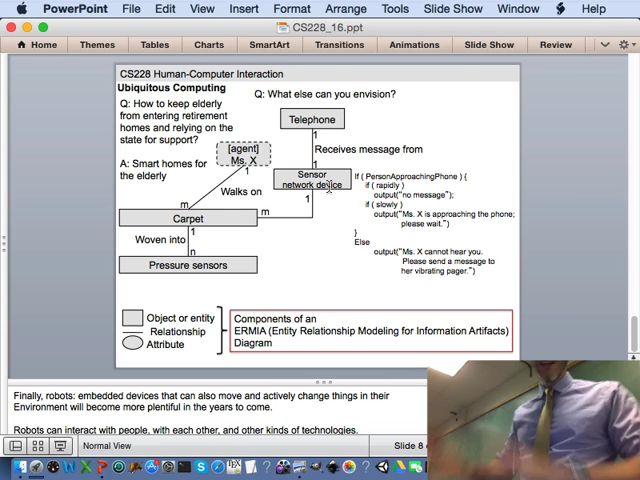 PowerPoint File Edit View Insert Format Arrange Tools Slide Show Window Help
CS228_16.ppt
Home Themes Tables Charts SmartArt Transitions Animations Slide Show Review
CS228 Human-Computer Interaction
Ubiquitous Computing
Q: What else can you envision?
Q: How to keep elderly
from entering retirement
homes and relying on the
state for support?
A: Smart homes for
the elderly
Telephone
1
Receives message from
1
[agent]
Ms. X
1
Sensor
network device
1
Walks on
m
m
Carpet
1
Woven into
n
Pressure sensors
If ( PersonApproachingPhone ) {
if ( rapidly )
output("no message");
if ( slowly )
output("Ms. X is approaching the phone;
please wait.")
}
Else
output("Ms. X cannot hear you.
Please send a message to
her vibrating pager.")
Object or entity
Relationship
Attribute
Components of an
ERMIA (Entity Relationship Modeling for Information Artifacts)
Diagram
Finally, robots: embedded devices that can also move and actively change things in their
Environment will become more plentiful in the years to come.
Robots can interact with people, with each other, and other kinds of technologies.
Normal View
Slide 8 o